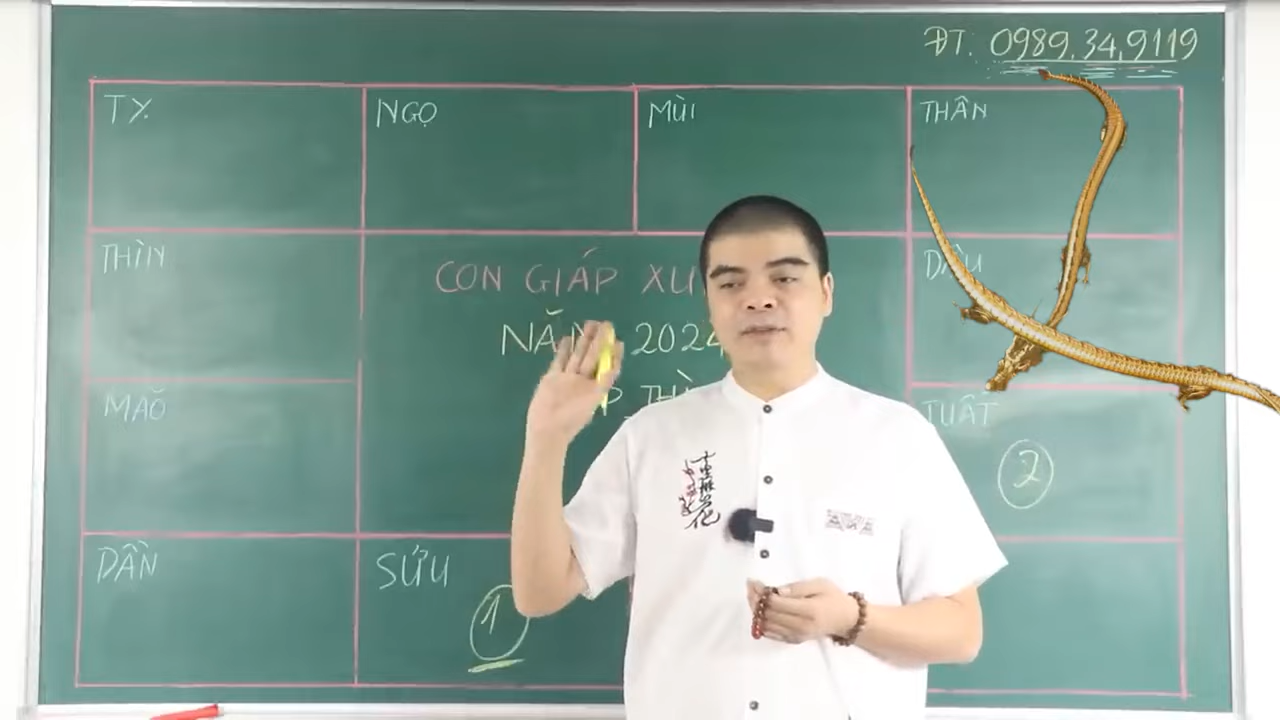 ĐT. 0989.34.9119
TỴ
NGỌ
MÙI
THÂN
THÌN
DẬU
CON GIÁP
NĂM 2024
MÃO
TUẤT
2
DẦN
SỬU
1